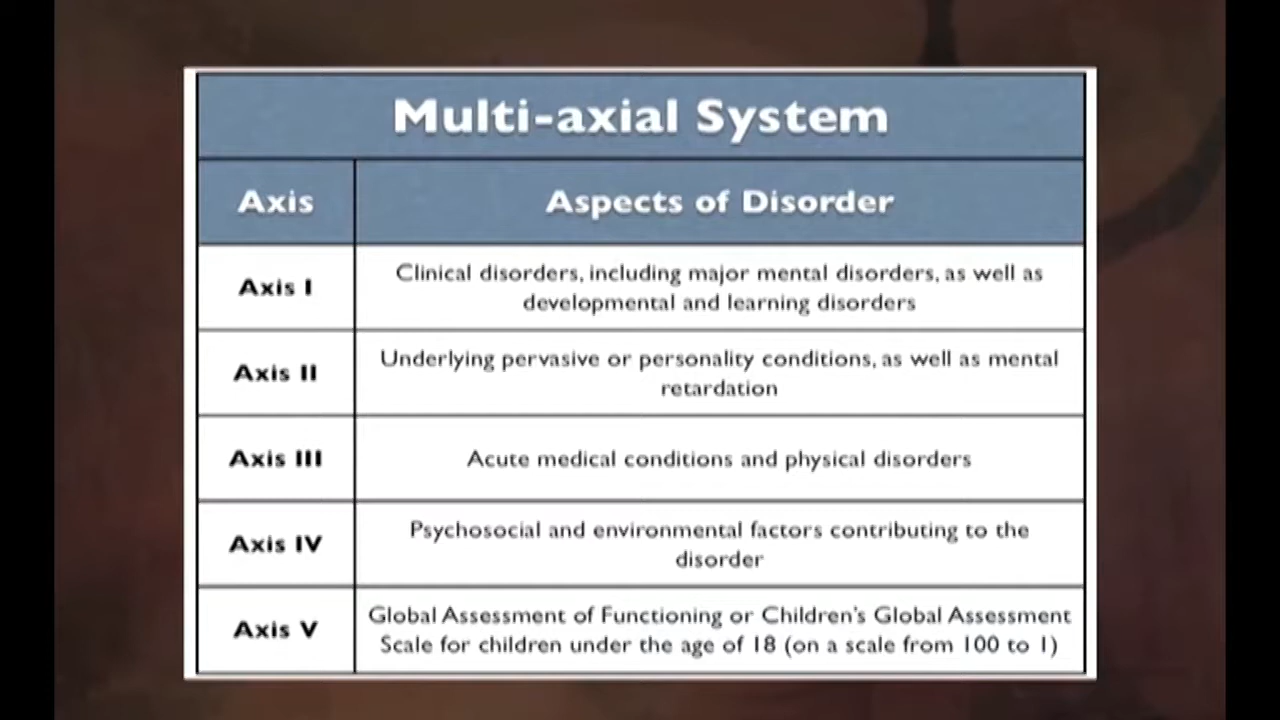 Multi-axial System
Axis
Aspects of Disorder
Axis I
Clinical disorders, including major mental disorders, as well as
developmental and learning disorders
Axis II
Underlying pervasive or personality conditions, as well as mental
retardation
Axis III
Acute medical conditions and physical disorders
Axis IV
Psychosocial and environmental factors contributing to the
disorder
Axis V
Global Assessment of Functioning or Children's Global Assessment
Scale for children under the age of 18 (on a scale from 100 to 1)